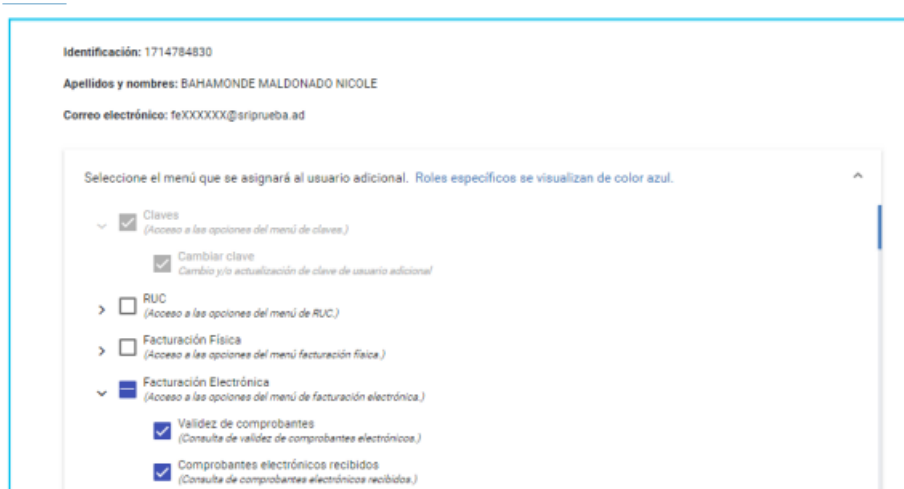 Identificación: 1714784830
Apellidos y nombres: BAHAMONDE MALDONADO NICOLE
Correo electrónico: feXXXXXX@sriprueba.ad
Seleccione el menú que se asignará al usuario adicional. Roles específicos se visualizan de color azul.
Claves
(Acceso a las opciones del menú de claves.)
Cambiar clave
Cambio y/o actualización de clave de usuario adicional
RUC
(Acceso a las opciones del menú de RUC.)
Facturación Física
(Acceso a las opciones del menú facturación física.)
Facturación Electrónica
(Acceso a las opciones del menú de facturación electrónica.)
Validez de comprobantes
(Consulta de validez de comprobantes electrónicos.)
Comprobantes electrónicos recibidos
(Consulta de comprobantes electrónicos recibidos.)